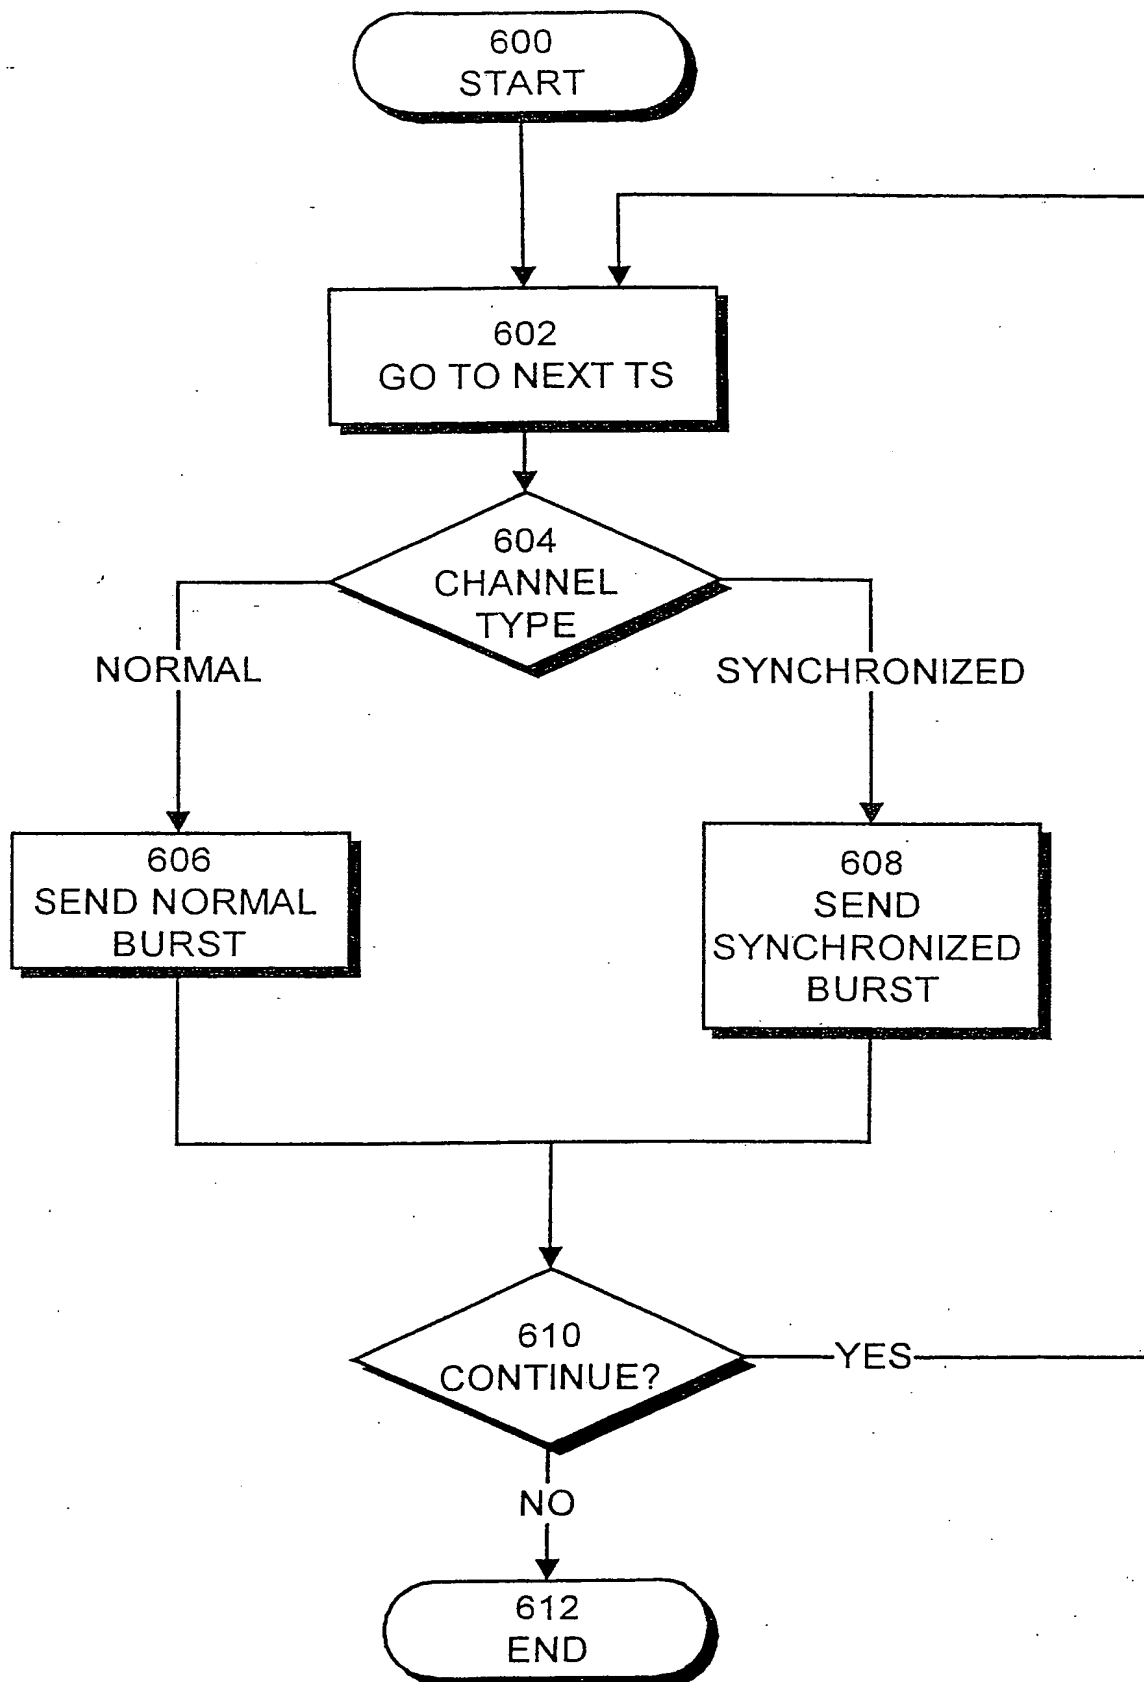 600
START
602
GO TO NEXT TS
604
CHANNEL
TYPE
NORMAL
SYNCHRONIZED
606
SEND NORMAL
BURST
608
SEND
SYNCHRONIZED
BURST
610
CONTINUE?
YES
NO
612
END